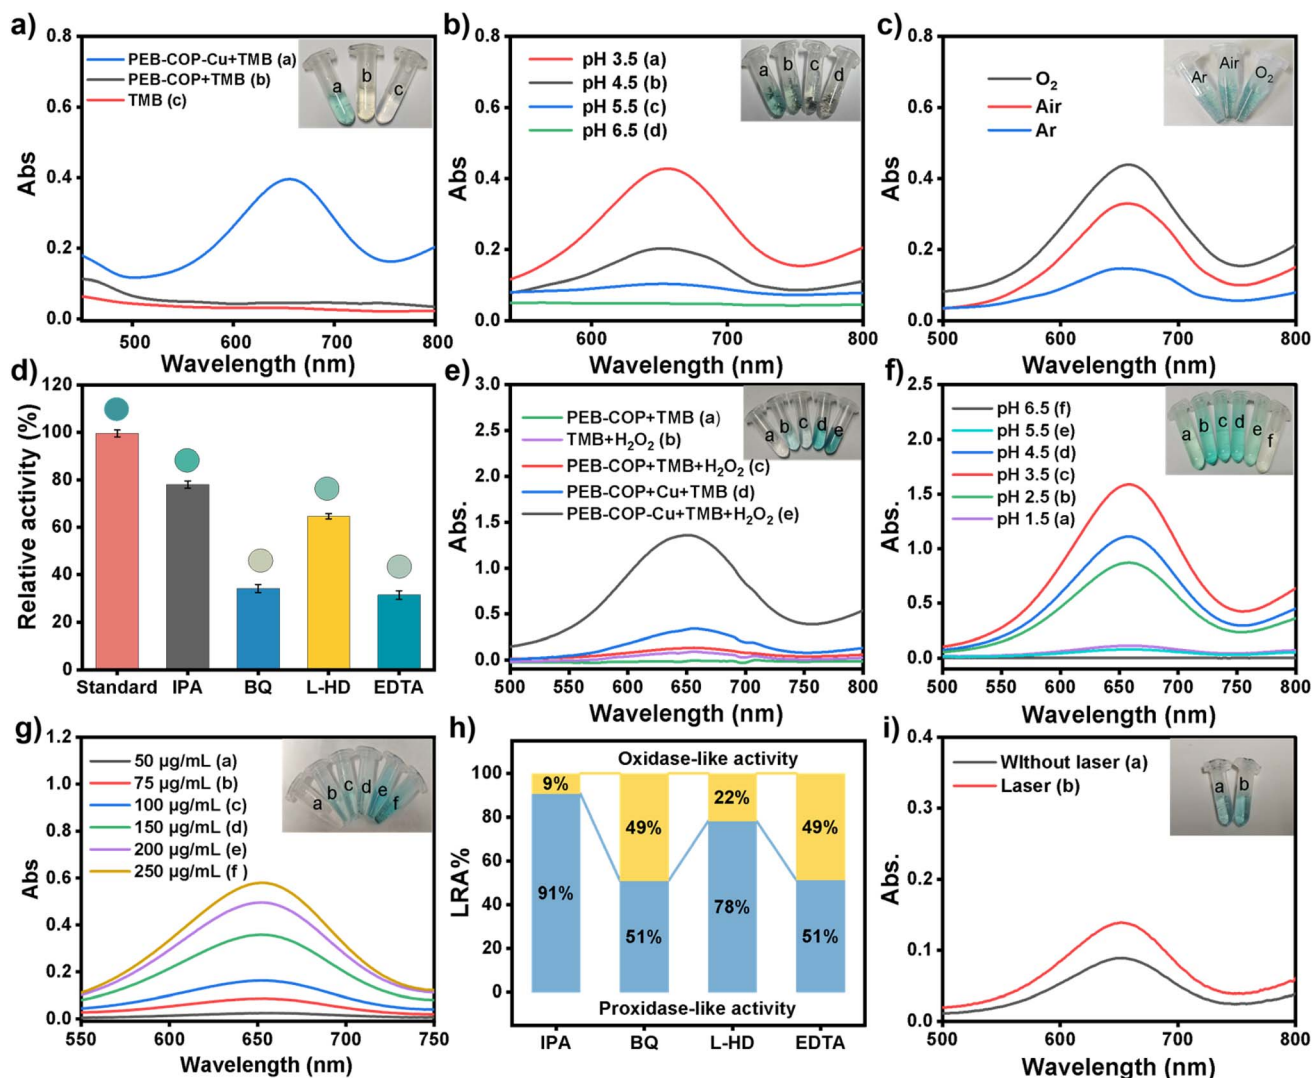 a)
0.8
0.6
0.4
0.2
0.0
Abs
500
600
700
800
Wavelength (nm)
PEB-COP-Cu+TMB (a)
PEB-COP+TMB (b)
TMB (c)
a
b
c
b)
0.8
0.6
0.4
0.2
0.0
Abs
600
700
800
Wavelength (nm)
pH 3.5 (a)
pH 4.5 (b)
pH 5.5 (c)
pH 6.5 (d)
a
b
c
d
c)
0.8
0.6
0.4
0.2
0.0
Abs
500
600
700
800
Wavelength (nm)
O₂
Air
Ar
Ar
Air
O₂
d)
120
100
80
60
40
20
0
Relative activity (%)
Standard
IPA
BQ
L-HD
EDTA
e)
3.0
2.5
2.0
1.5
1.0
0.5
0.0
Abs.
500
550
600
650
700
750
800
Wavelength (nm)
PEB-COP+TMB (a)
TMB+H₂O₂ (b)
PEB-COP+TMB+H₂O₂ (c)
PEB-COP+Cu+TMB (d)
PEB-COP-Cu+TMB+H₂O₂ (e)
a
b
c
d
e
f)
2.5
2.0
1.5
1.0
0.5
0.0
Abs.
500
550
600
650
700
750
800
Wavelength (nm)
pH 6.5 (f)
pH 5.5 (e)
pH 4.5 (d)
pH 3.5 (c)
pH 2.5 (b)
pH 1.5 (a)
a
b
c
d
e
f
g)
1.2
1.0
0.8
0.6
0.4
0.2
0.0
Abs
550
600
650
700
750
Wavelength (nm)
50 µg/mL (a)
75 µg/mL (b)
100 µg/mL (c)
150 µg/mL (d)
200 µg/mL (e)
250 µg/mL (f )
a
b
c
d
e
f
h)
Oxidase-like activity
100
80
60
40
20
0
LRA%
9%
49%
22%
49%
91%
51%
78%
51%
Proxidase-like activity
IPA
BQ
L-HD
EDTA
i)
0.4
0.3
0.2
0.1
0.0
Abs.
500
600
700
800
Wavelength (nm)
WIthout laser (a)
Laser (b)
a
b